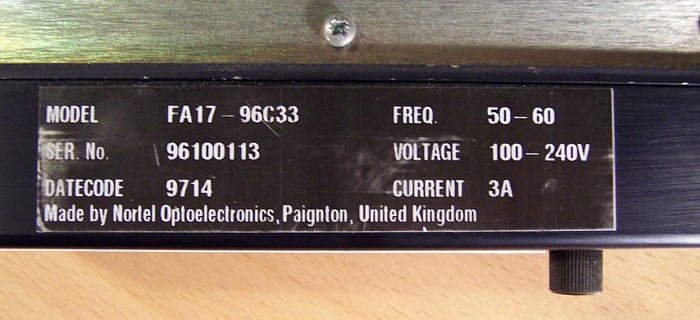 MODEL FA17-96C33 FREQ. 50-60
SER. No. 96100113 VOLTAGE 100-240V
DATECODE 9714 CURRENT 3A
Made by Nortel Optoelectronics, Paignton, United Kingdom